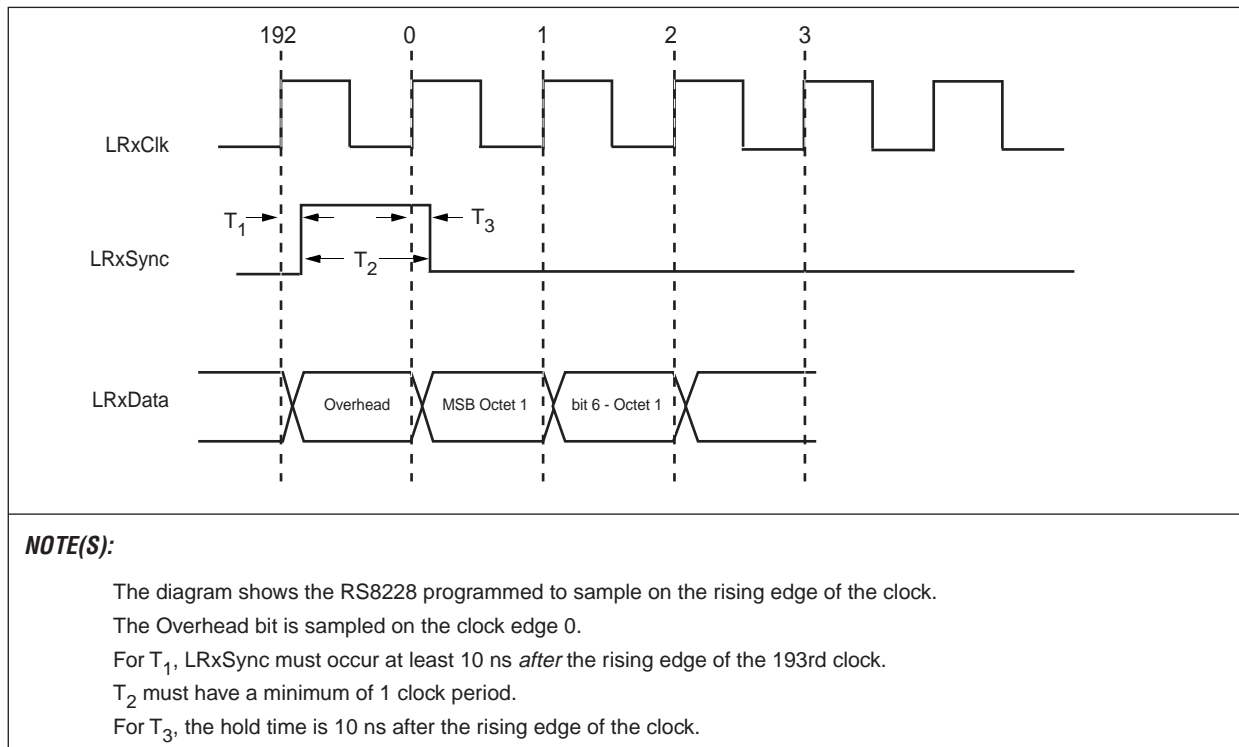 192 0 1 2 3
LRxClk
T1 T3
LRxSync T2
LRxData Overhead MSB Octet 1 bit 6 - Octet 1
NOTE(S):
The diagram shows the RS8228 programmed to sample on the rising edge of the clock.
The Overhead bit is sampled on the clock edge 0.
For T1, LRxSync must occur at least 10 ns after the rising edge of the 193rd clock.
T2 must have a minimum of 1 clock period.
For T3, the hold time is 10 ns after the rising edge of the clock.